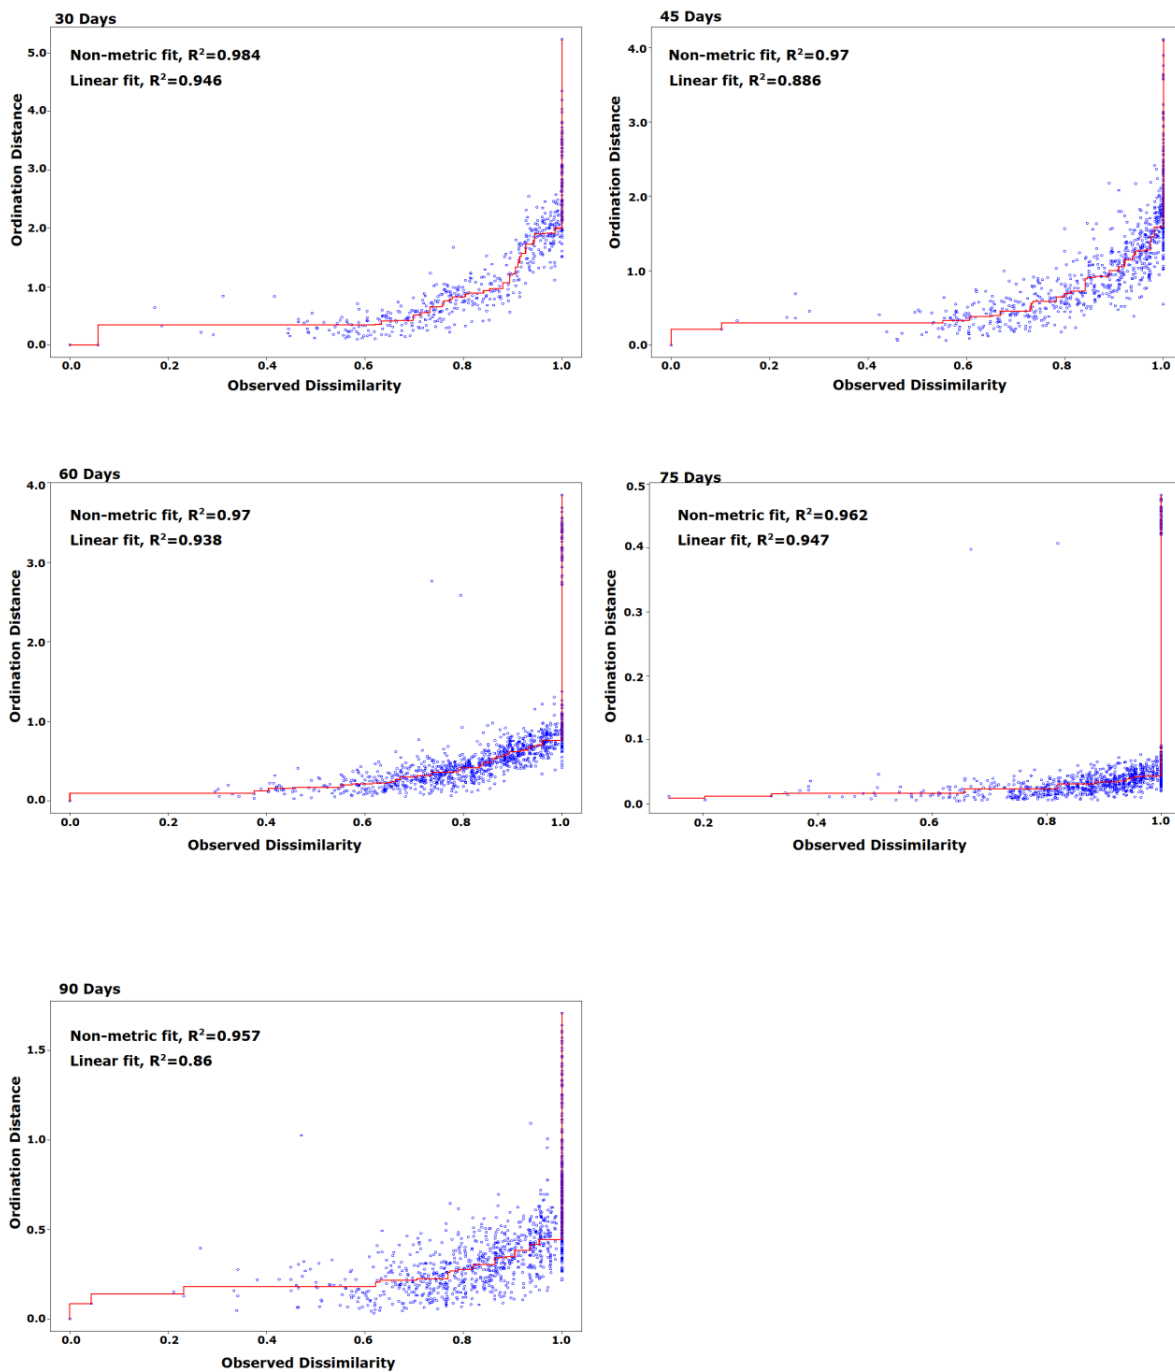 30 Days
Non-metric fit, R²=0.984
Linear fit, R²=0.946
5.0
4.0
3.0
2.0
1.0
0.0
Ordination Distance
0.0 0.2 0.4 0.6 0.8 1.0
Observed Dissimilarity
45 Days
Non-metric fit, R²=0.97
Linear fit, R²=0.886
4.0
3.0
2.0
1.0
0.0
Ordination Distance
0.0 0.2 0.4 0.6 0.8 1.0
Observed Dissimilarity
60 Days
Non-metric fit, R²=0.97
Linear fit, R²=0.938
4.0
3.0
2.0
1.0
0.0
Ordination Distance
0.0 0.2 0.4 0.6 0.8 1.0
Observed Dissimilarity
75 Days
Non-metric fit, R²=0.962
Linear fit, R²=0.947
0.5
0.4
0.3
0.2
0.1
0.0
Ordination Distance
0.2 0.4 0.6 0.8 1.0
Observed Dissimilarity
90 Days
Non-metric fit, R²=0.957
Linear fit, R²=0.86
1.5
1.0
0.5
0.0
Ordination Distance
0.0 0.2 0.4 0.6 0.8 1.0
Observed Dissimilarity